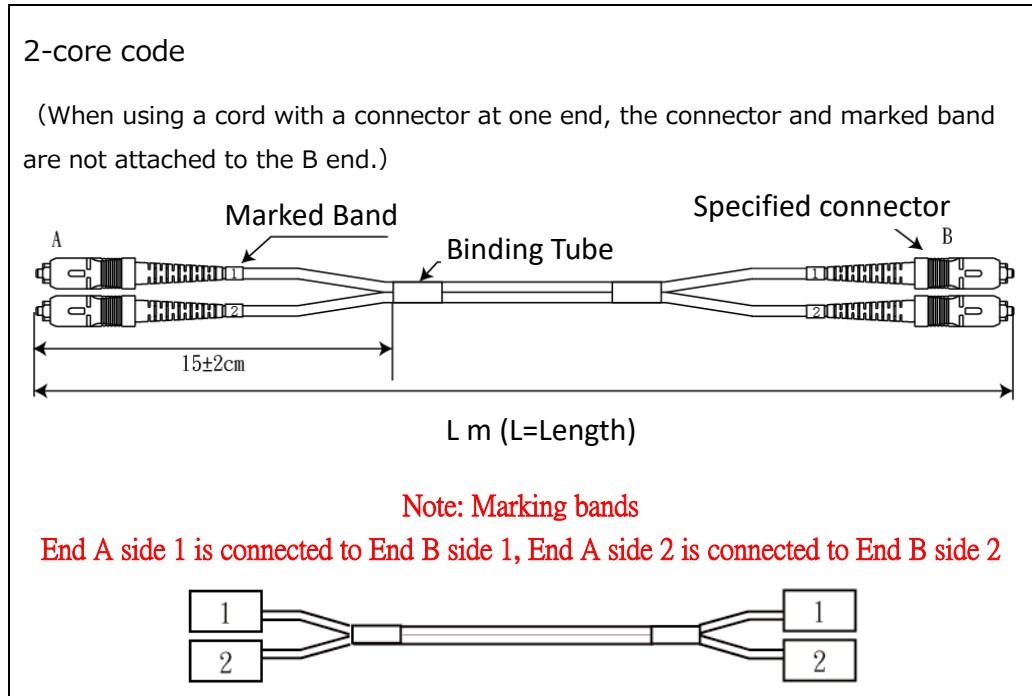 2-core code
（When using a cord with a connector at one end, the connector and marked band
are not attached to the B end.）
Marked Band
Specified connector
A
B
Binding Tube
1
1
2
2
15±2cm
L m (L=Length)
Note: Marking bands
End A side 1 is connected to End B side 1, End A side 2 is connected to End B side 2
1
1
2
2